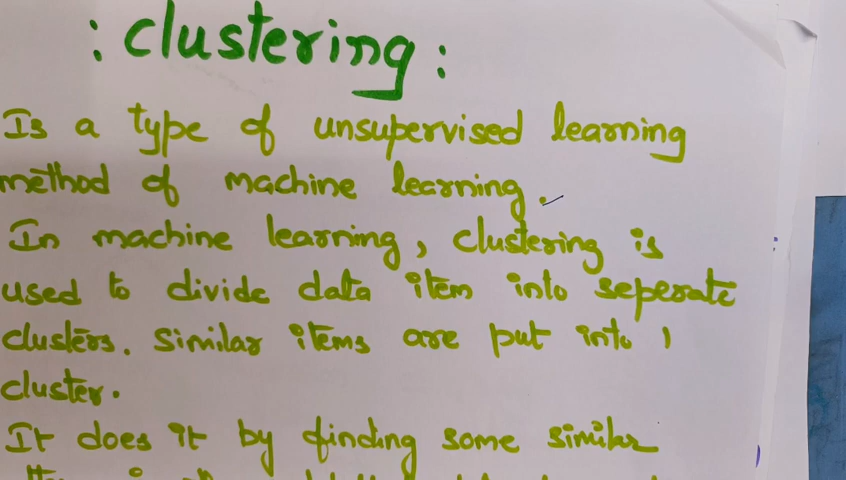 : Clustering :
Is a type of unsupervised learning
method of machine learning.
In machine learning, clustering is
used to divide data item into seperate
clusters. Similar items are put into 1
cluster.
It does it by finding some similar